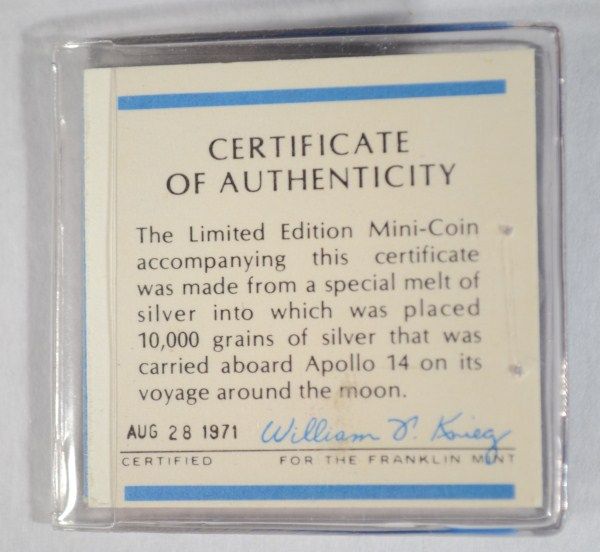 CERTIFICATE
OF AUTHENTICITY
The Limited Edition Mini-Coin
accompanying this certificate
was made from a special melt of
silver into which was placed
10,000 grains of silver that was
carried aboard Apollo 14 on its
voyage around the moon.
AUG 28 1971 William F. Krieg
CERTIFIED FOR THE FRANKLIN MINT